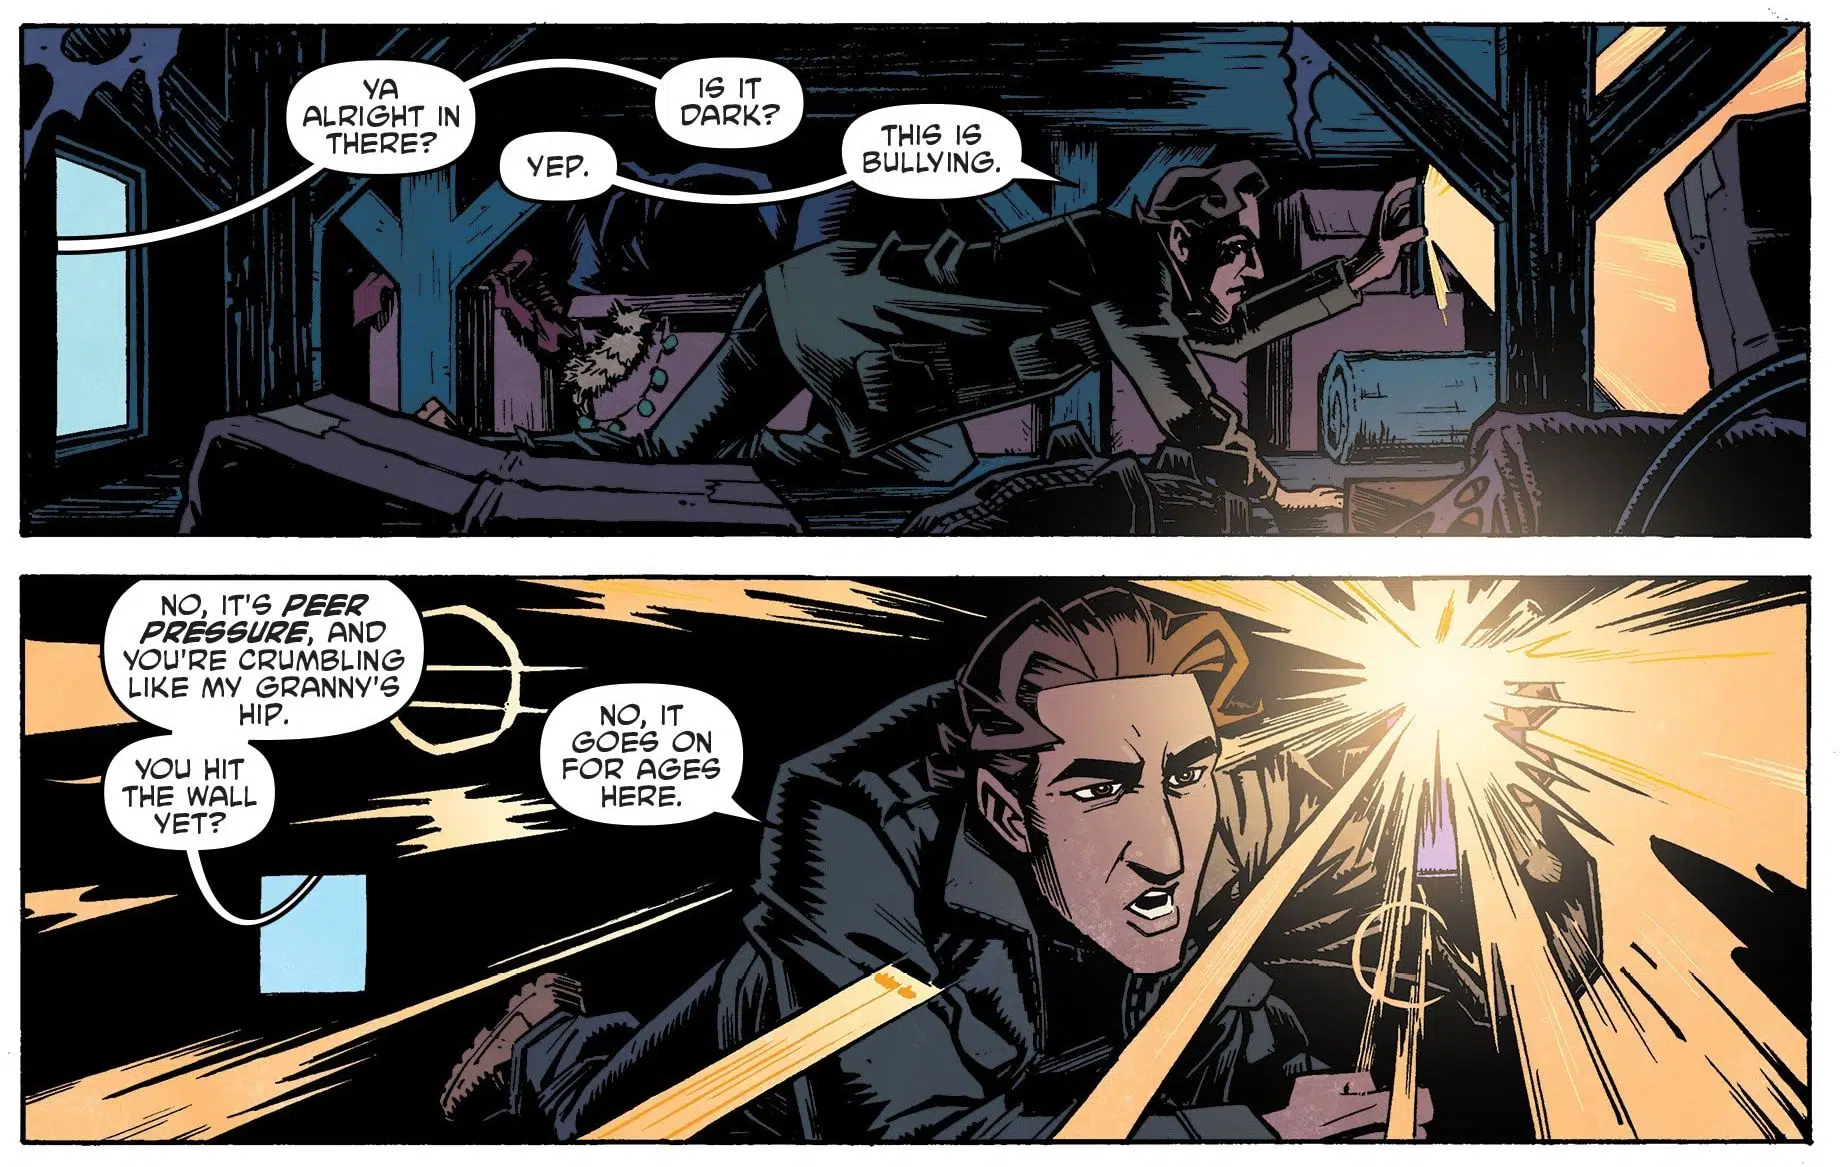 YA
ALRIGHT IN
THERE?
IS IT
DARK?
YEP.
THIS IS
BULLYING.
NO, IT'S PEER
PRESSURE, AND
YOU'RE CRUMBLING
LIKE MY GRANNY'S
HIP.
YOU HIT
THE WALL
YET?
NO, IT
GOES ON
FOR AGES
HERE.